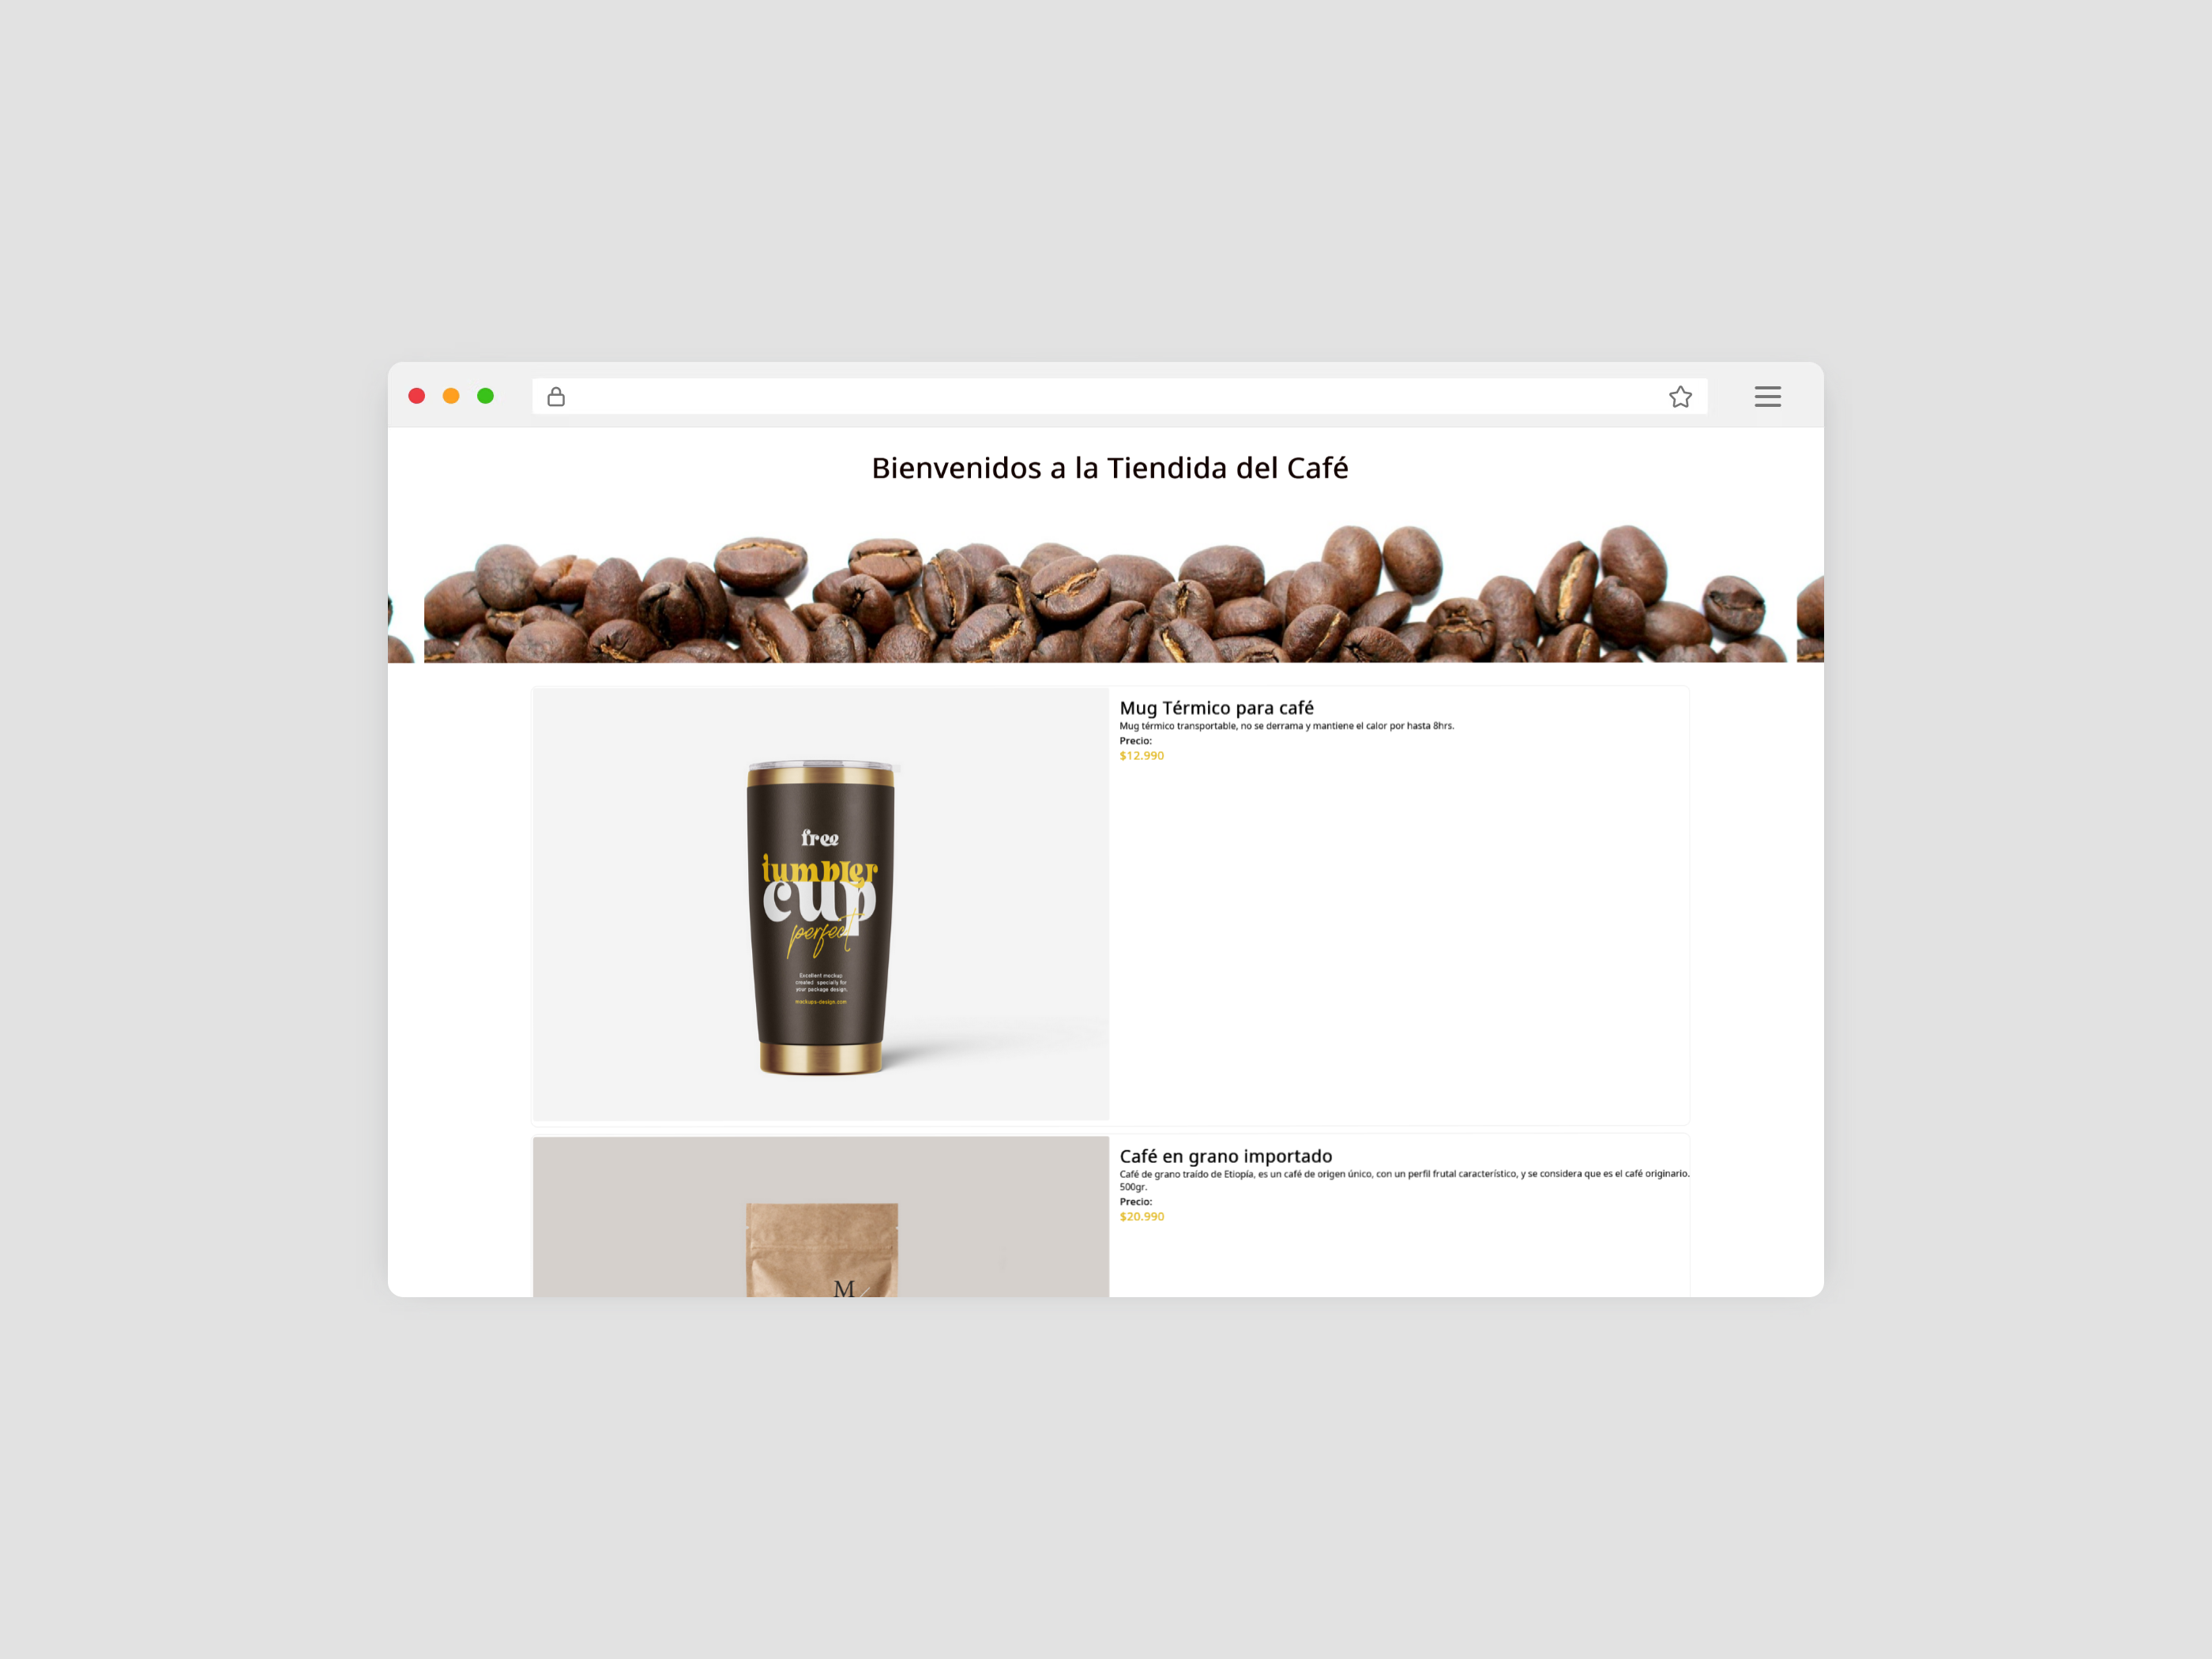 Bienvenidos a la Tiendida del Café
Mug Térmico para café
Mug térmico transportable, no se derrama y mantiene el calor por hasta 8hrs.
Precio:
$12.990
free
tumbler
cup
perfect
Excellent mockup
created specially for
your package design.
mockups-design.com
Café en grano importado
Café de grano traído de Etiopía, es un café de origen único, con un perfil frutal característico, y se considera que es el café originario.
500gr.
Precio:
$20.990
M